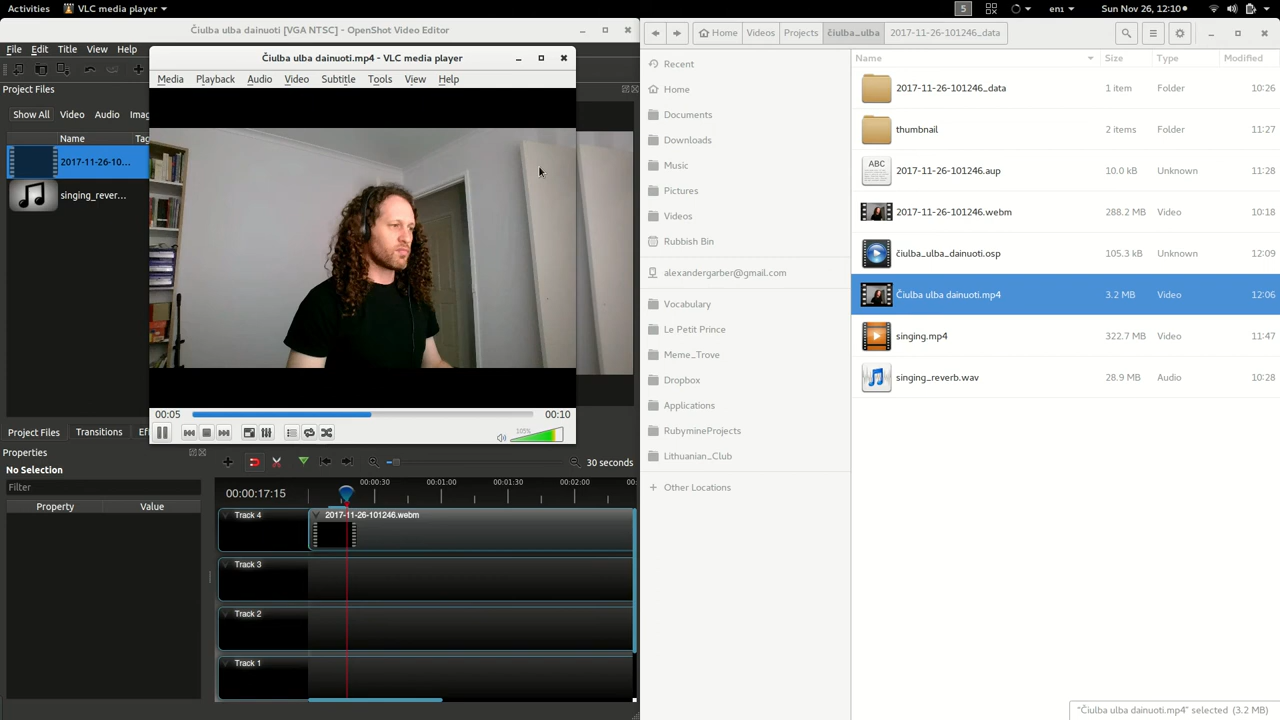 Activities VLC media player 5 Sun Nov 26, 12:10 en1
Čiulba ulba dainuoti [VGA NTSC] - OpenShot Video Editor
File Edit Title View Help
Project Files
Show All Video Audio
Name
2017-11-26-10...
singing_rever...
Project Files Transitions
Čiulba ulba dainuoti.mp4 - VLC media player
Media Playback Audio Video Subtitle Tools View Help
00:05 00:10
105%
Properties
No Selection
Filter
Property Value
30 seconds
00:00:17:15
00:00:30 00:01:00 00:01:30 00:02:00
Track 4 2017-11-26-101246.webm
Track 3
Track 2
Track 1
Home Videos Projects čiulba_ulba 2017-11-26-101246_data
Recent
Home
Documents
Downloads
Music
Pictures
Videos
Rubbish Bin
alexandergarber@gmail.com
Vocabulary
Le Petit Prince
Meme_Trove
Dropbox
Applications
RubymineProjects
Lithuanian_Club
Other Locations
Name Size Type Modified
2017-11-26-101246_data 1 item Folder 10:26
thumbnail 2 items Folder 11:27
ABC 2017-11-26-101246.aup 10.0 kB Unknown 10:23
2017-11-26-101246.webm 288.2 MB Video 10:18
čiulba_ulba_dainuoti.osp 105.3 kB Unknown 12:09
Čiulba ulba dainuoti.mp4 3.2 MB Video 12:06
singing.mp4 322.7 MB Video 11:47
singing_reverb.wav 28.9 MB Audio 10:28
"Čiulba ulba dainuoti.mp4" selected (3.2 MB)